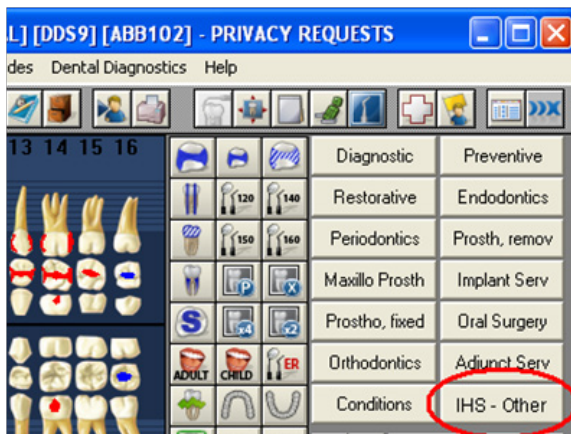 L] [DDS9] [ABB102] - PRIVACY REQUESTS
des Dental Diagnostics Help
13 14 15 16
Diagnostic Preventive
120 140 Restorative Endodontics
150 160 Periodontics Prosth, remov
P X Maxillo Prosth Implant Serv
S x4 x2 Prostho, fixed Oral Surgery
ADULT CHILD ER Orthodontics Adjunct Serv
Conditions IHS - Other